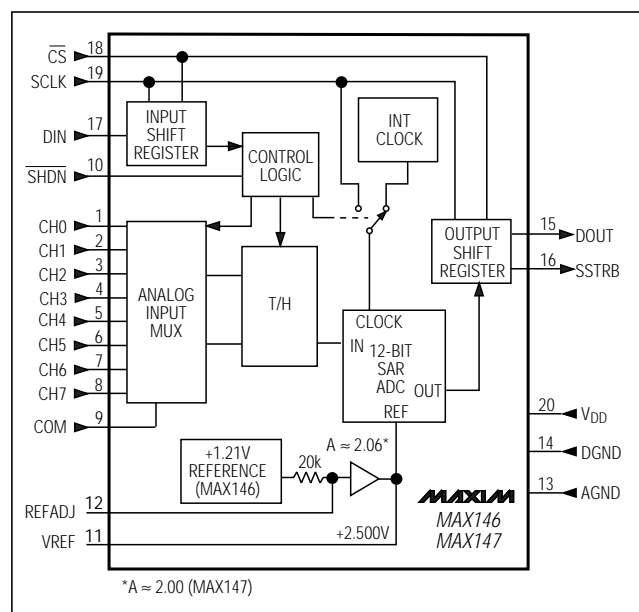 CS 18
SCLK 19
DIN 17
SHDN 10
CH0 1
CH1 2
CH2 3
CH3 4
CH4 5
CH5 6
CH6 7
CH7 8
COM 9
REFADJ 12
VREF 11
INPUT
SHIFT
REGISTER
CONTROL
LOGIC
INT
CLOCK
ANALOG
INPUT
MUX
T/H
CLOCK
IN
12-BIT
SAR
ADC
OUT
REF
OUTPUT
SHIFT
REGISTER
15 DOUT
16 SSTRB
20 VDD
14 DGND
13 AGND
+1.21V
REFERENCE
(MAX146)
20k
A ≈ 2.06*
+2.500V
MAXIM
MAX146
MAX147
*A ≈ 2.00 (MAX147)